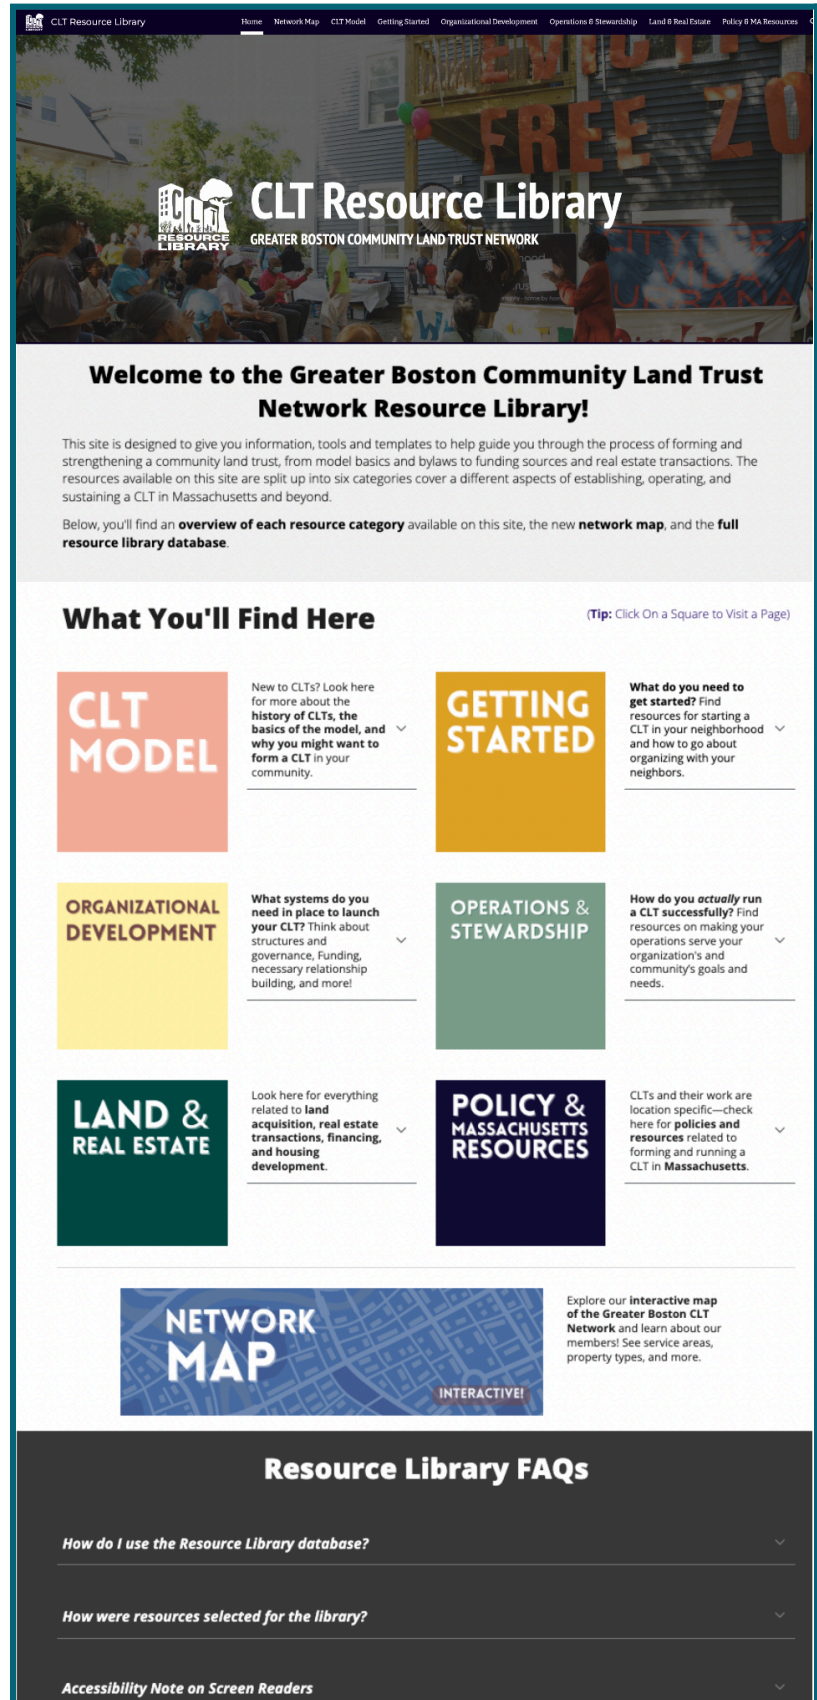 CLT Resource Library
Home Network Map CLT Model Getting Started Organizational Development Operations & Stewardship Land & Real Estate Policy & MA Resources
EVICTI
FREE ZO
CLT Resource Library
RESOURCE
LIBRARY
GREATER BOSTON COMMUNITY LAND TRUST NETWORK
CITY LIFE
VIDA
URBANA
Welcome to the Greater Boston Community Land Trust
Network Resource Library!
This site is designed to give you information, tools and templates to help guide you through the process of forming and
strengthening a community land trust, from model basics and bylaws to funding sources and real estate transactions. The
resources available on this site are split up into six categories cover a different aspects of establishing, operating, and
sustaining a CLT in Massachusetts and beyond.
Below, you'll find an overview of each resource category available on this site, the new network map, and the full
resource library database.
What You'll Find Here
(Tip: Click On a Square to Visit a Page)
CLT
MODEL
New to CLTs? Look here
for more about the
history of CLTs, the
basics of the model, and
why you might want to
form a CLT in your
community.
GETTING
STARTED
What do you need to
get started? Find
resources for starting a
CLT in your neighborhood
and how to go about
organizing with your
neighbors.
ORGANIZATIONAL
DEVELOPMENT
What systems do you
need in place to launch
your CLT? Think about
structures and
governance, Funding,
necessary relationship
building, and more!
OPERATIONS &
STEWARDSHIP
How do you actually run
a CLT successfully? Find
resources on making your
operations serve your
organization's and
community's goals and
needs.
LAND &
REAL ESTATE
Look here for everything
related to land
acquisition, real estate
transactions, financing,
and housing
development.
POLICY &
MASSACHUSETTS
RESOURCES
CLTs and their work are
location specific—check
here for policies and
resources related to
forming and running a
CLT in Massachusetts.
NETWORK
MAP
INTERACTIVE!
Explore our interactive map
of the Greater Boston CLT
Network and learn about our
members! See service areas,
property types, and more.
Resource Library FAQs
How do I use the Resource Library database?
How were resources selected for the library?
Accessibility Note on Screen Readers